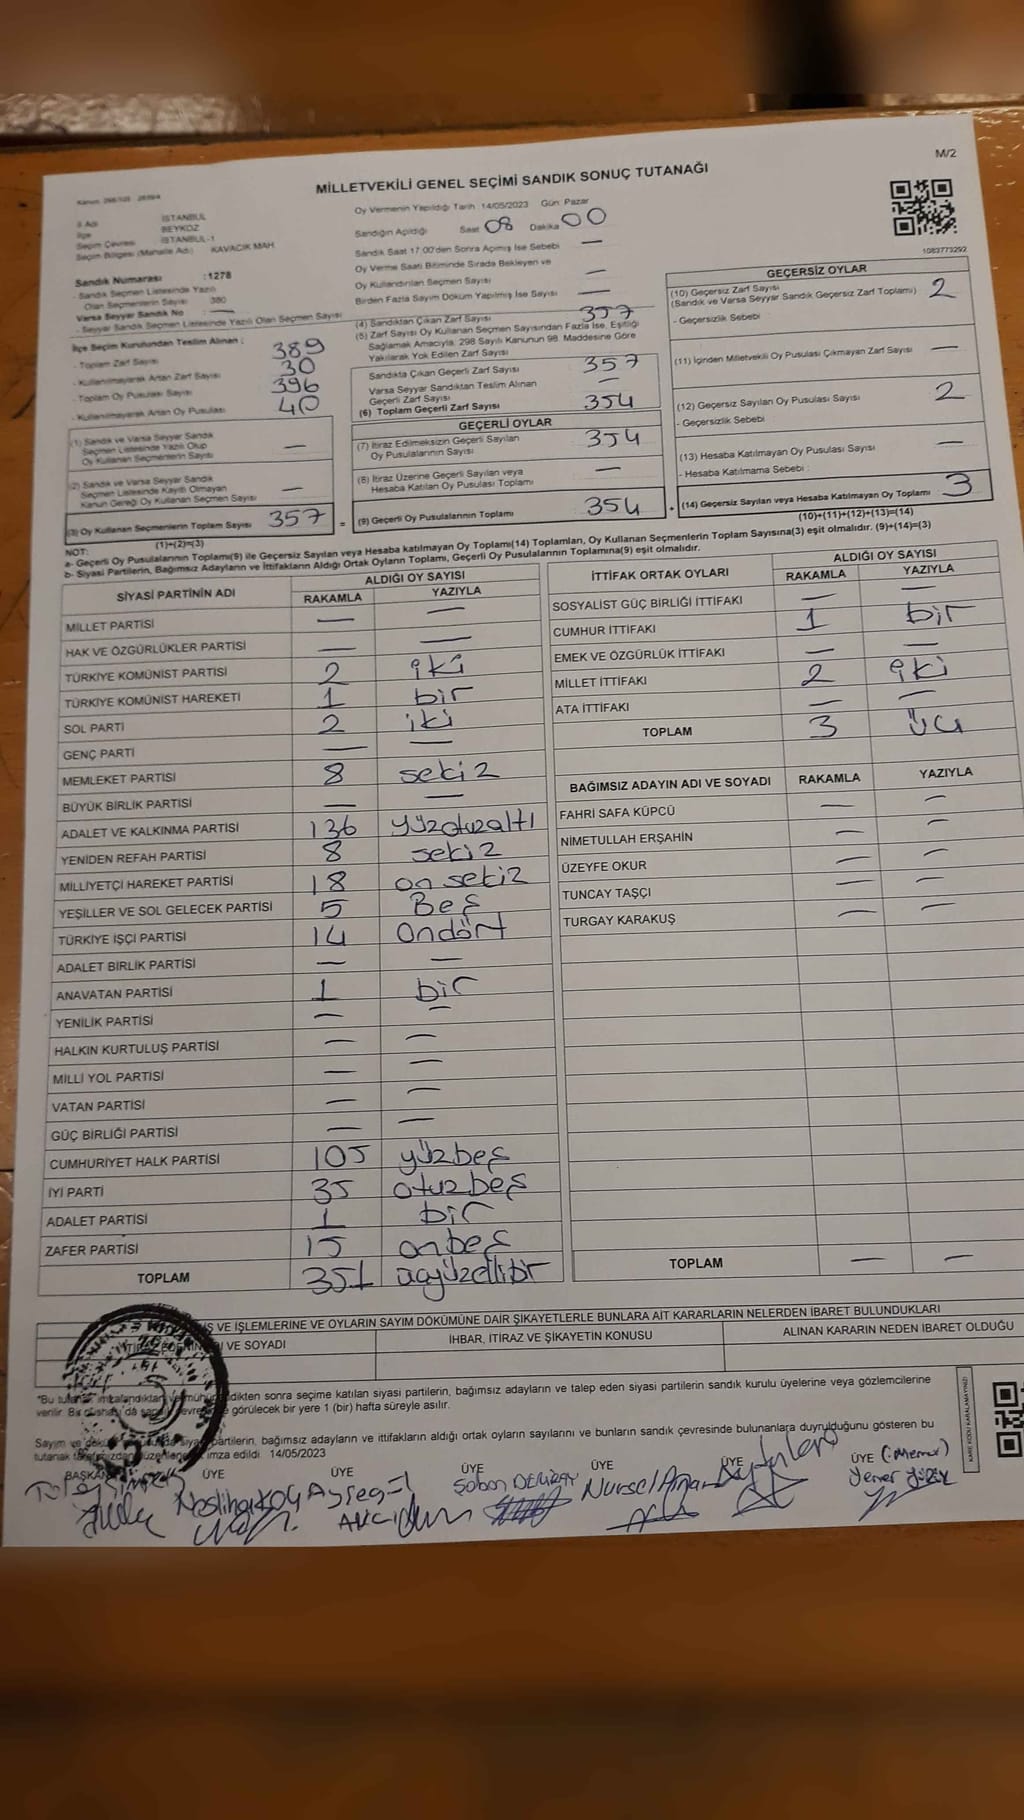 M/2
MİLLETVEKİLİ GENEL SEÇİMİ SANDIK SONUÇ TUTANAĞI
1083773292
İl Adı İSTANBUL
İlçe BEYKOZ
Seçim Çevresi İSTANBUL-1
Seçim Bölgesi (Mahalle Adı) KAVACIK MAH.
Sandık Numarası :1278
- Sandık Seçmen Listesinde Yazılı
Olan Seçmenlerin Sayısı 380
Varsa Seyyar Sandık No —
- Seyyar Sandık Seçmen Listesinde Yazılı Olan Seçmen Sayısı
İlçe Seçim Kurulundan Teslim Alınan :
- Toplam Zarf Sayısı 389
- Kullanılmayarak Artan Zarf Sayısı 30
- Toplam Oy Pusulası Sayısı 396
- Kullanılmayarak Artan Oy Pusulası 40
(1) Sandık ve Varsa Seyyar Sandık
Seçmen Listesinde Yazılı Olup
Oy Kullanan Seçmenlerin Sayısı —
(2) Sandık ve Varsa Seyyar Sandık
Seçmen Listesinde Kayıtlı Olmayan
Kanun Gereği Oy Kullanan Seçmen Sayısı —
(3) Oy Kullanan Seçmenlerin Toplam Sayısı 357 =
(1)+(2)=(3)
Oy Vermenin Yapıldığı Tarih :14/05/2023 Gün: Pazar
Sandığın Açıldığı Saat 08 Dakika 00
Sandık Saat 17:00'den Sonra Açılmış İse Sebebi —
Oy Verme Saati Bitiminde Sırada Bekleyen ve
Oy Kullandırılan Seçmen Sayısı —
Birden Fazla Sayım Döküm Yapılmış İse Sayısı —
(4) Sandıktan Çıkan Zarf Sayısı 357
(5) Zarf Sayısı Oy Kullanan Seçmen Sayısından Fazla İse, Eşitliği
Sağlamak Amacıyla; 298 Sayılı Kanunun 98. Maddesine Göre
Yakılarak Yok Edilen Zarf Sayısı
Sandıkta Çıkan Geçerli Zarf Sayısı 357
Varsa Seyyar Sandıktan Teslim Alınan
Geçerli Zarf Sayısı —
(6) Toplam Geçerli Zarf Sayısı 354
GEÇERLİ OYLAR
(7) İtiraz Edilmeksizin Geçerli Sayılan
Oy Pusulalarının Sayısı 354
(8) İtiraz Üzerine Geçerli Sayılan veya
Hesaba Katılan Oy Pusulası Toplamı —
(9) Geçerli Oy Pusulalarının Toplamı 354 +
GEÇERSİZ OYLAR
(10) Geçersiz Zarf Sayısı
(Sandık ve Varsa Seyyar Sandık Geçersiz Zarf Toplamı) 2
- Geçersizlik Sebebi
(11) İçinden Milletvekili Oy Pusulası Çıkmayan Zarf Sayısı —
(12) Geçersiz Sayılan Oy Pusulası Sayısı 2
- Geçersizlik Sebebi
(13) Hesaba Katılmayan Oy Pusulası Sayısı —
- Hesaba Katılmama Sebebi :
(14) Geçersiz Sayılan veya Hesaba Katılmayan Oy Toplamı 3
(10)+(11)+(12)+(13)=(14)
NOT:
a- Geçerli Oy Pusulalarının Toplamı(9) ile Geçersiz Sayılan veya Hesaba katılmayan Oy Toplamı(14) Toplamları, Oy Kullanan Seçmenlerin Toplam Sayısına(3) eşit olmalıdır. (9)+(14)=(3)
b- Siyasi Partilerin, Bağımsız Adayların ve İttifakların Aldığı Ortak Oyların Toplamı, Geçerli Oy Pusulalarının Toplamına(9) eşit olmalıdır.
SİYASİ PARTİNİN ADI ALDIĞI OY SAYISI
RAKAMLA YAZIYLA
MİLLET PARTİSİ — —
HAK VE ÖZGÜRLÜKLER PARTİSİ — —
TÜRKİYE KOMÜNİST PARTİSİ 2 iki
TÜRKİYE KOMÜNİST HAREKETİ 1 bir
SOL PARTİ 2 iki
GENÇ PARTİ — —
MEMLEKET PARTİSİ 8 sekiz
BÜYÜK BİRLİK PARTİSİ — —
ADALET VE KALKINMA PARTİSİ 136 yüzotuzaltı
YENİDEN REFAH PARTİSİ 8 sekiz
MİLLİYETÇİ HAREKET PARTİSİ 18 on sekiz
YEŞİLLER VE SOL GELECEK PARTİSİ 5 Beş
TÜRKİYE İŞÇİ PARTİSİ 14 Ondört
ADALET BİRLİK PARTİSİ — —
ANAVATAN PARTİSİ 1 bir
YENİLİK PARTİSİ — —
HALKIN KURTULUŞ PARTİSİ — —
MİLLİ YOL PARTİSİ — —
VATAN PARTİSİ — —
GÜÇ BİRLİĞİ PARTİSİ — —
CUMHURİYET HALK PARTİSİ 105 yüzbeş
İYİ PARTİ 35 otuzbeş
ADALET PARTİSİ 1 bir
ZAFER PARTİSİ 15 onbeş
TOPLAM 351 üçyüzellibir
İTTİFAK ORTAK OYLARI ALDIĞI OY SAYISI
RAKAMLA YAZIYLA
SOSYALİST GÜÇ BİRLİĞİ İTTİFAKI — —
CUMHUR İTTİFAKI 1 bir
EMEK VE ÖZGÜRLÜK İTTİFAKI — —
MİLLET İTTİFAKI 2 iki
ATA İTTİFAKI — —
TOPLAM 3 üç
BAĞIMSIZ ADAYIN ADI VE SOYADI RAKAMLA YAZIYLA
FAHRİ SAFA KÜPCÜ — —
NİMETULLAH ERŞAHİN — —
ÜZEYFE OKUR — —
TUNCAY TAŞÇI — —
TURGAY KARAKUŞ — —
TOPLAM — —
Ş VE İŞLEMLERİNE VE OYLARIN SAYIM DÖKÜMÜNE DAİR ŞİKAYETLERLE BUNLARA AİT KARARLARIN NELERDEN İBARET BULUNDUKLARI
VE SOYADI İHBAR, İTİRAZ VE ŞİKAYETİN KONUSU ALINAN KARARIN NEDEN İBARET OLDUĞU
*Bu tutanak imzalandıktan ve mühürlendikten sonra seçime katılan siyasi partilerin, bağımsız adayların ve talep eden siyasi partilerin sandık kurulu üyelerine veya gözlemcilerine
verilir. Bir nüshası da sandık çevresinde görülecek bir yere 1 (bir) hafta süreyle asılır.
Sayım ve döküm siyasi partilerin, bağımsız adayların ve ittifakların aldığı ortak oyların sayılarını ve bunların sandık çevresinde bulunanlara duyrulduğunu gösteren bu
tutanak tarafımızdan düzenlenerek imza edildi. 14/05/2023
KARE KODU KARALAMAYINIZ!
BAŞKAN ÜYE ÜYE ÜYE ÜYE ÜYE ÜYE (Memur)
Neslihan Koç Ayşegül Nursel
AVCI